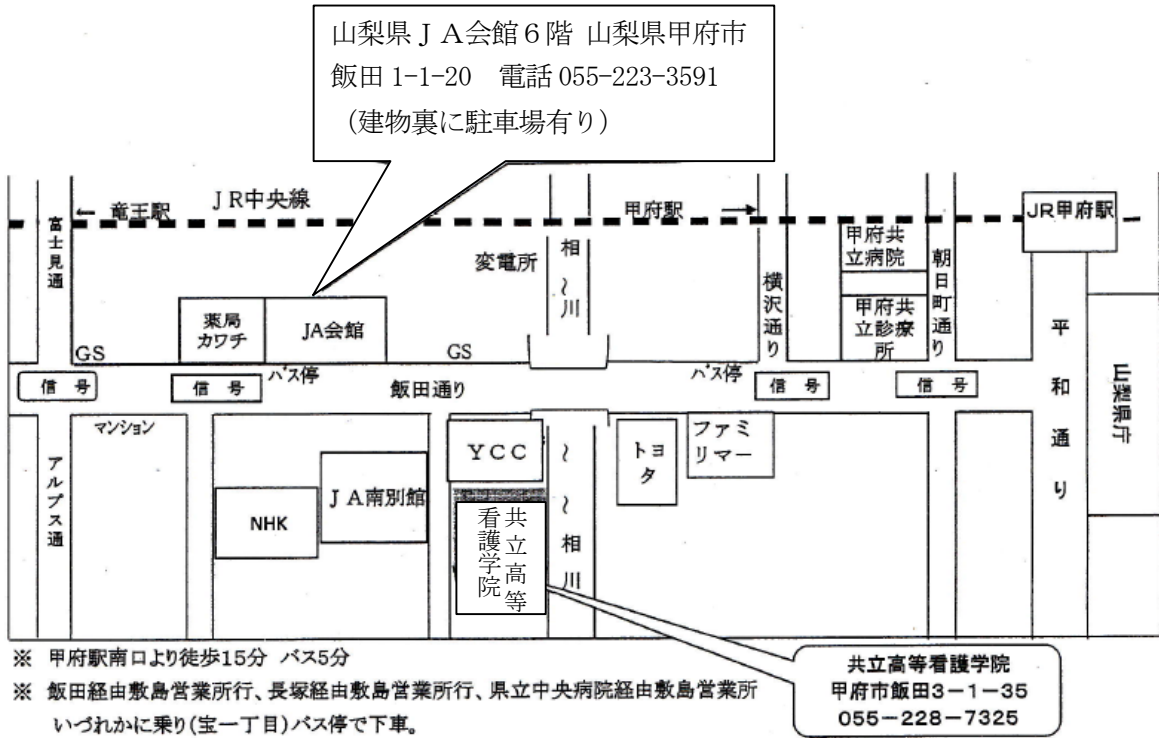 山梨県ＪＡ会館６階 山梨県甲府市
飯田 1-1-20　電話 055-223-3591
（建物裏に駐車場有り）
← 竜王駅
ＪR中央線
甲府駅 →
JR甲府駅
富士見通
変電所
相
～
川
横沢通り
甲府共
立病院
甲府共
立診療
所
朝日町通り
平和通り
山梨県庁
薬局
カワチ
JA会館
GS
GS
バス停
バス停
信 号
信 号
飯田通り
信 号
信 号
マンション
アルプス通
NHK
ＪＡ南別館
ＹＣＣ
共立高等
看護学院
～
～
相
川
トヨ
タ
ファミ
リマー
※ 甲府駅南口より徒歩15分 バス5分
※ 飯田経由敷島営業所行、長塚経由敷島営業所行、県立中央病院経由敷島営業所
いづれかに乗り(宝一丁目)バス停で下車。
共立高等看護学院
甲府市飯田3－1－35
055－228－7325